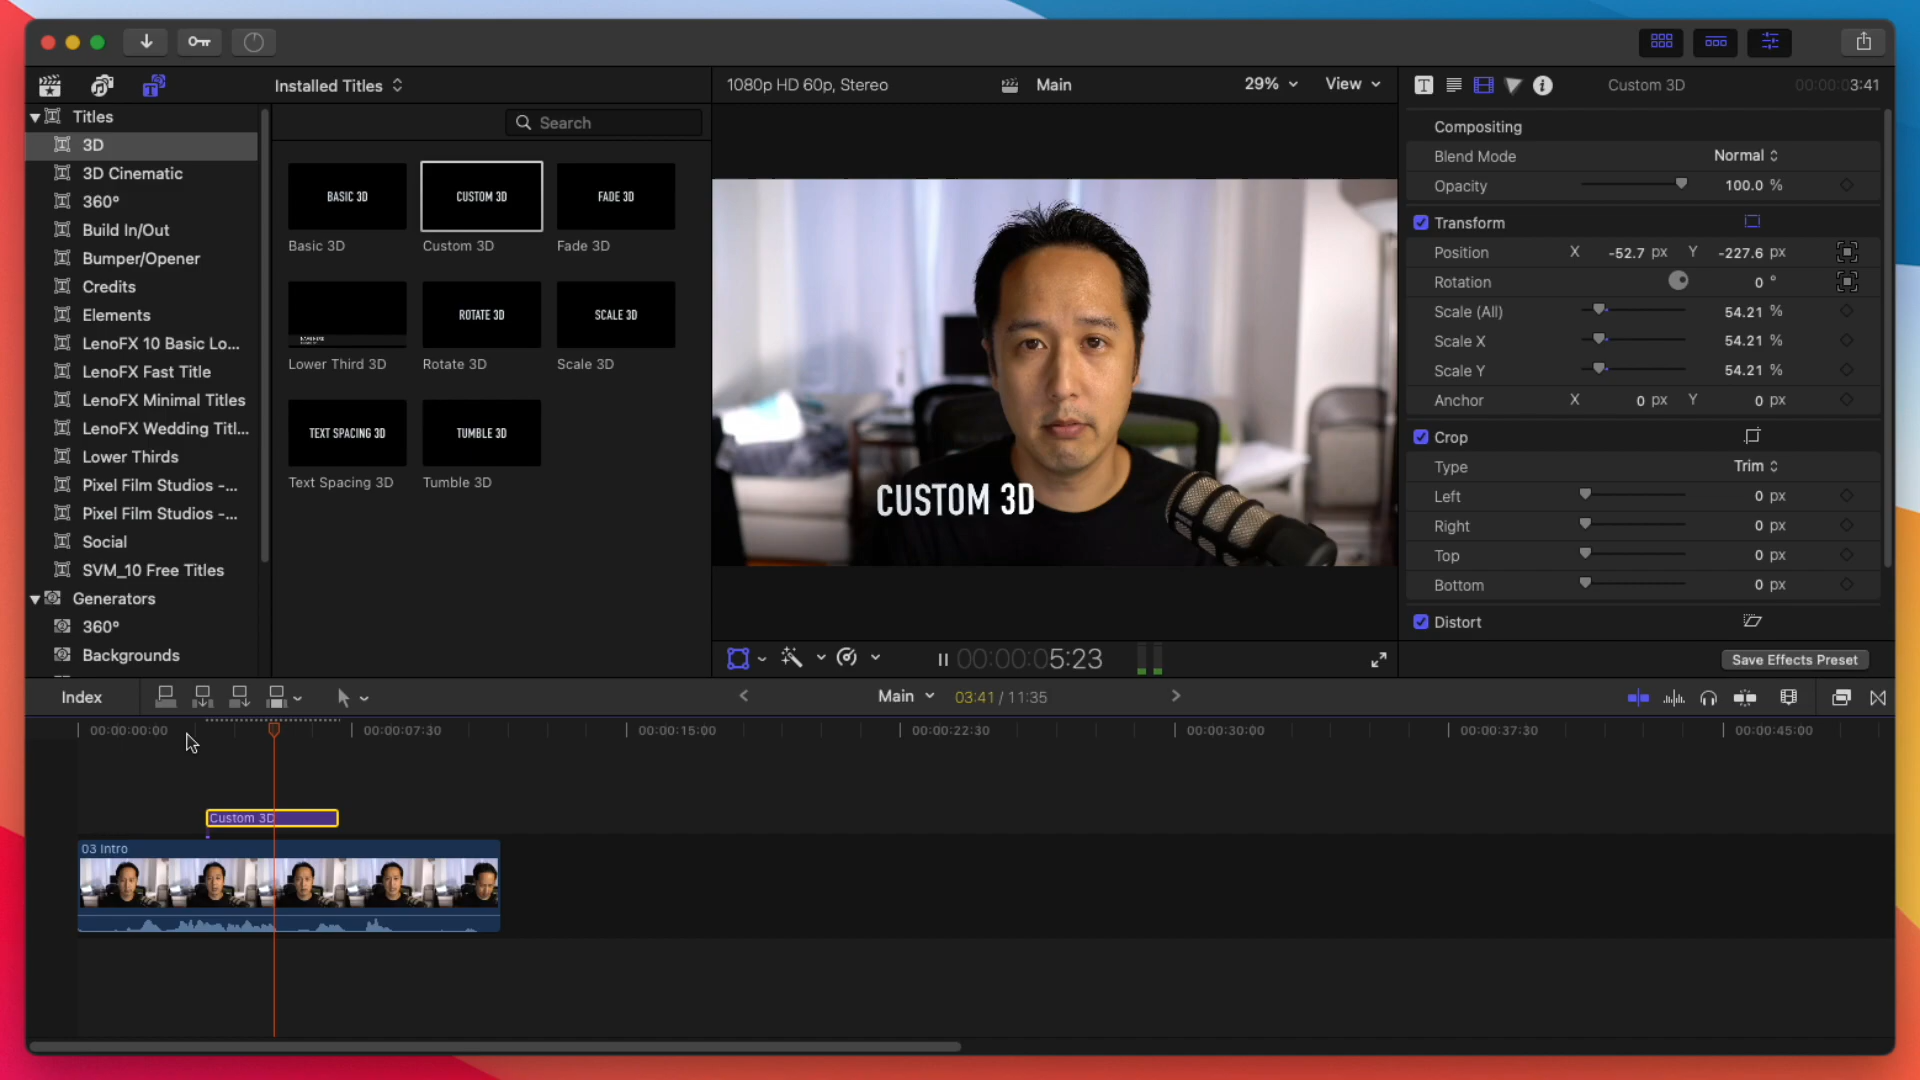 Installed Titles
1080p HD 60p, Stereo
Main
29%
View
Custom 3D
00:00:03:41
Titles
3D
3D Cinematic
360°
Build In/Out
Bumper/Opener
Credits
Elements
LenoFX 10 Basic Lo...
LenoFX Fast Title
LenoFX Minimal Titles
LenoFX Wedding Titl...
Lower Thirds
Pixel Film Studios -...
Pixel Film Studios -...
Social
SVM_10 Free Titles
Generators
360°
Backgrounds
Search
BASIC 3D
CUSTOM 3D
FADE 3D
Basic 3D
Custom 3D
Fade 3D
ROTATE 3D
SCALE 3D
Lower Third 3D
Rotate 3D
Scale 3D
TEXT SPACING 3D
TUMBLE 3D
Text Spacing 3D
Tumble 3D
CUSTOM 3D
00:00:05:23
Compositing
Blend Mode
Normal
Opacity
100.0 %
Transform
Position
X -52.7 px Y -227.6 px
Rotation
0 °
Scale (All)
54.21 %
Scale X
54.21 %
Scale Y
54.21 %
Anchor
X 0 px Y 0 px
Crop
Type
Trim
Left
0 px
Right
0 px
Top
0 px
Bottom
0 px
Distort
Save Effects Preset
Index
Main
03:41 / 11:35
00:00:00:00
00:00:07:30
00:00:15:00
00:00:22:30
00:00:30:00
00:00:37:30
00:00:45:00
Custom 3D
03 Intro